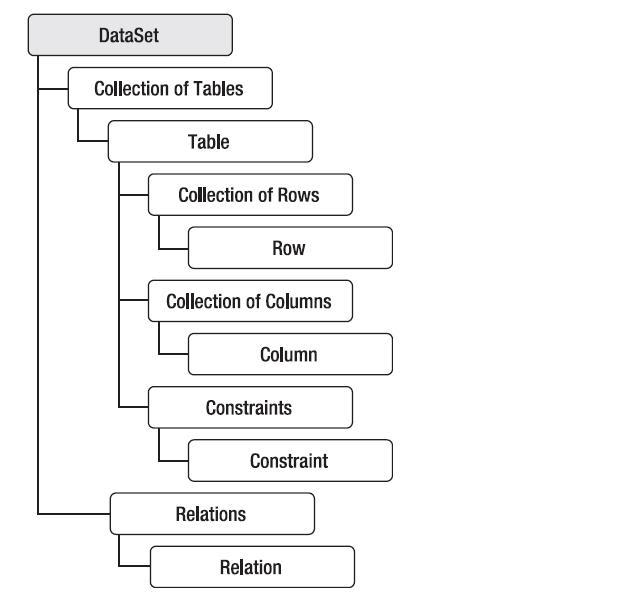 DataSet
Collection of Tables
Table
Collection of Rows
Row
Collection of Columns
Column
Constraints
Constraint
Relations
Relation